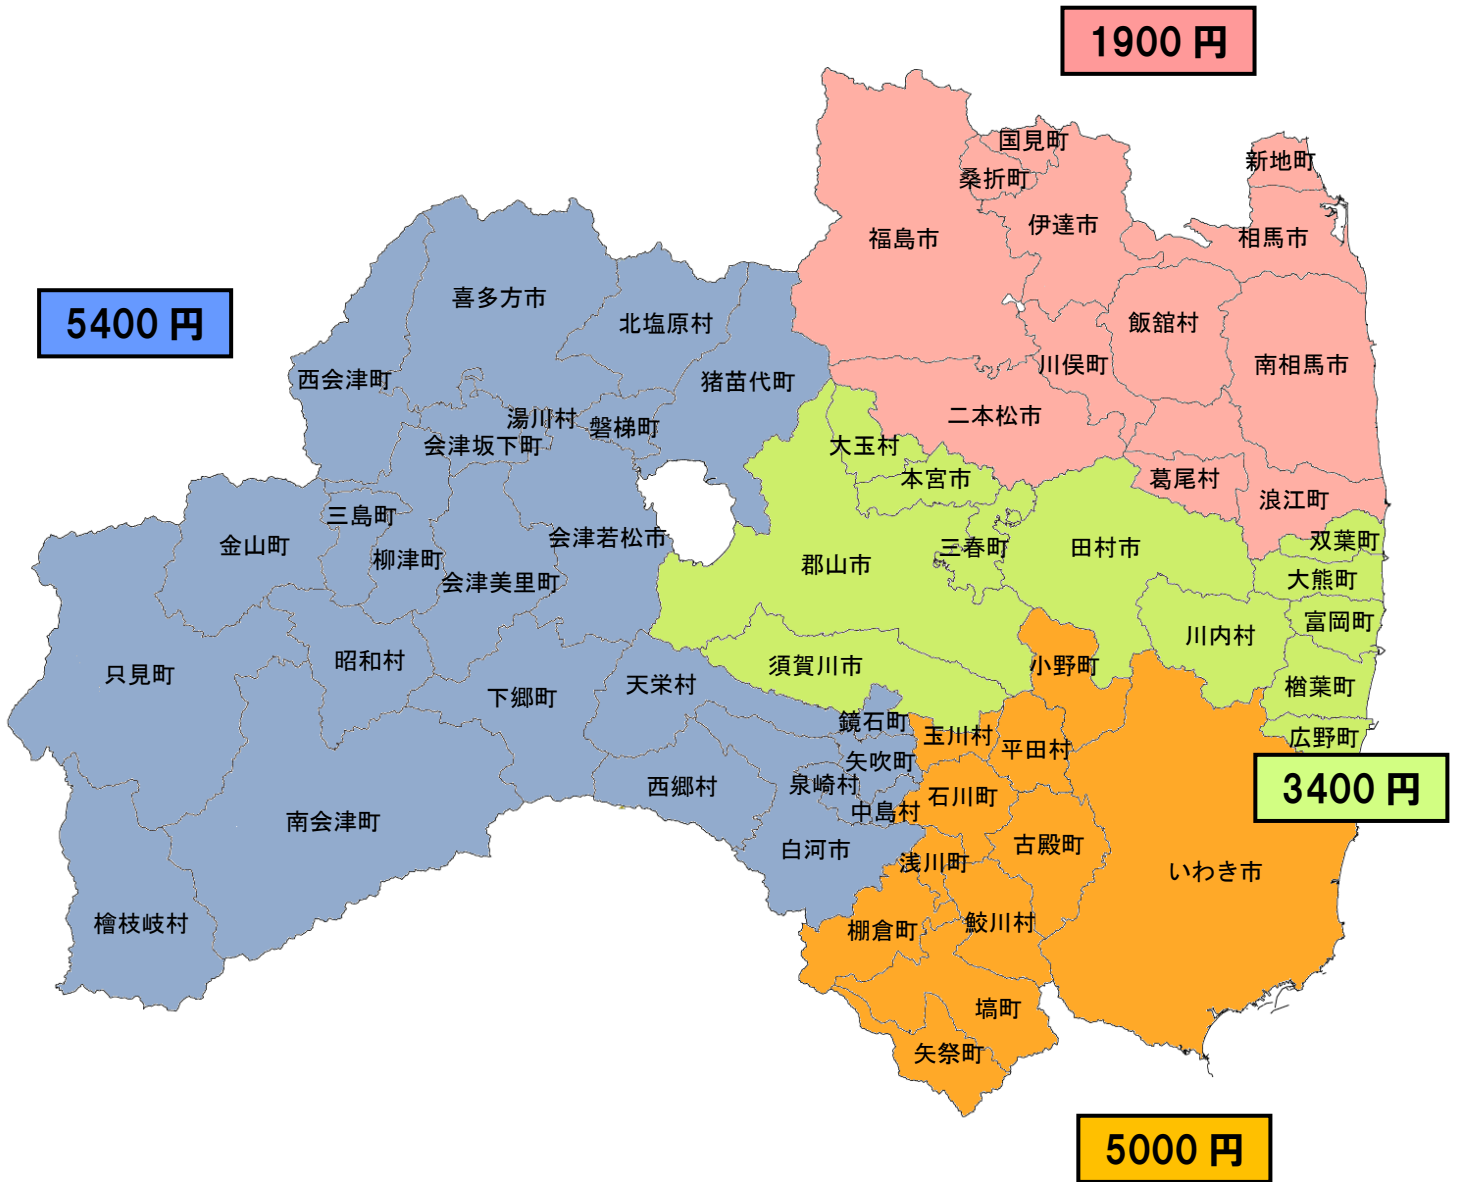 1900 円
国見町
新地町
桑折町
伊達市
福島市
相馬市
喜多方市
5400 円
北塩原村
飯舘村
川俣町
南相馬市
西会津町
猪苗代町
二本松市
湯川村
磐梯町
会津坂下町
大玉村
本宮市
葛尾村
浪江町
三島町
会津若松市
金山町
柳津町
三春町
田村市
双葉町
郡山市
会津美里町
大熊町
富岡町
川内村
昭和村
須賀川市
小野町
只見町
天栄村
楢葉町
下郷町
鏡石町
玉川村
平田村
広野町
矢吹町
泉崎村
西郷村
石川町
3400 円
中島村
南会津町
白河市
古殿町
浅川町
いわき市
檜枝岐村
棚倉町
鮫川村
塙町
矢祭町
5000 円